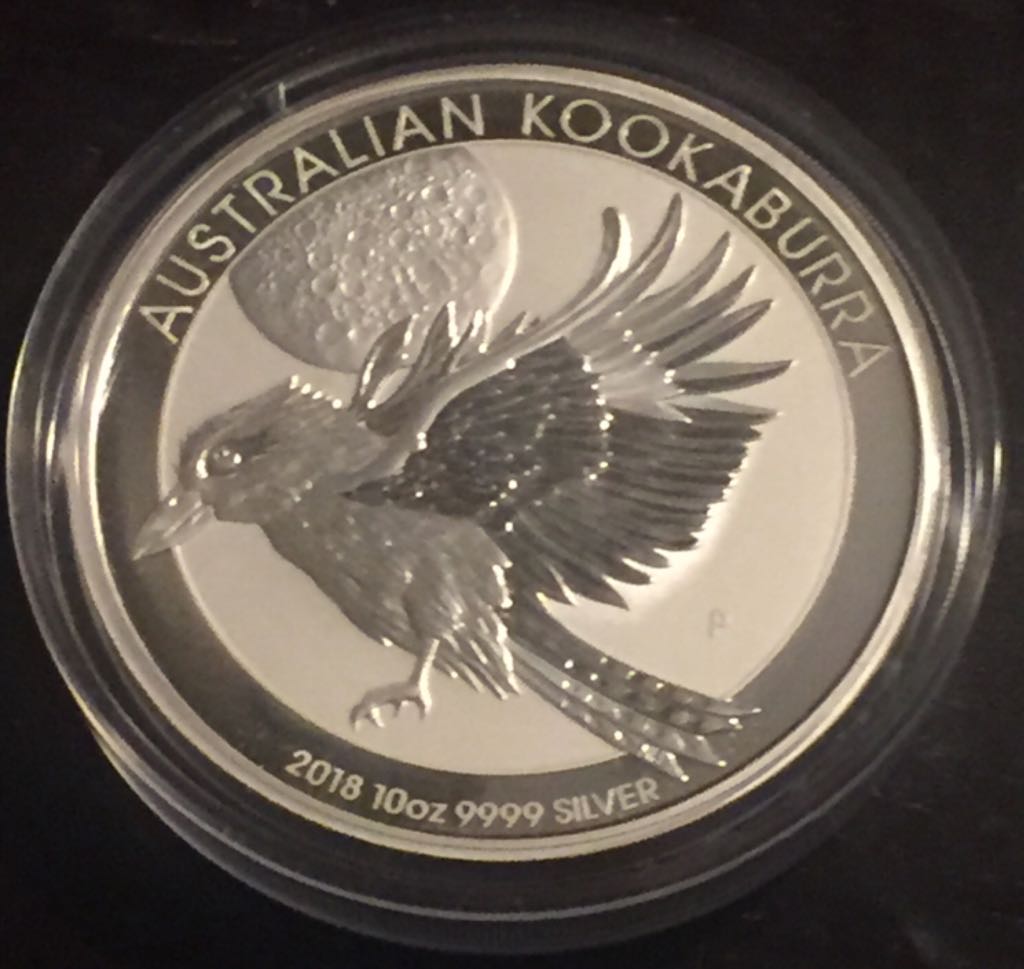 AUSTRALIAN KOOKABURRA
P
2018 10oz 9999 SILVER